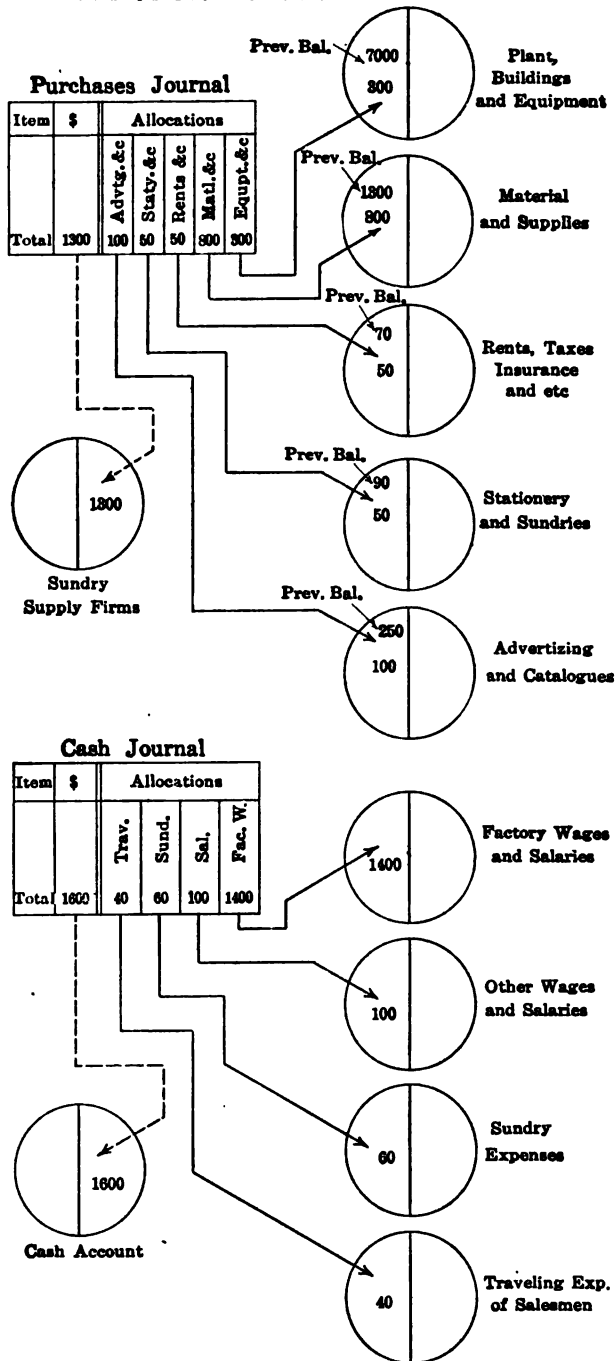 Prev. Bal.
7000
300
Plant,
Buildings
and Equipment
Purchases Journal
Item $ Allocations
Advtg.&c Staty.&c Rents &c Matl.&c Equpt.&c
Total 1300 100 50 50 800 300
Prev. Bal.
1300
800
Material
and Supplies
Prev. Bal.
70
50
Rents, Taxes
Insurance
and etc
1300
Sundry
Supply Firms
Prev. Bal.
90
50
Stationery
and Sundries
Prev. Bal.
250
100
Advertizing
and Catalogues
Cash Journal
Item $ Allocations
Trav. Sund. Sal. Fac. W.
Total 1600 40 60 100 1400
1400
Factory Wages
and Salaries
100
Other Wages
and Salaries
60
Sundry
Expenses
1600
Cash Account
40
Traveling Exp.
of Salesmen